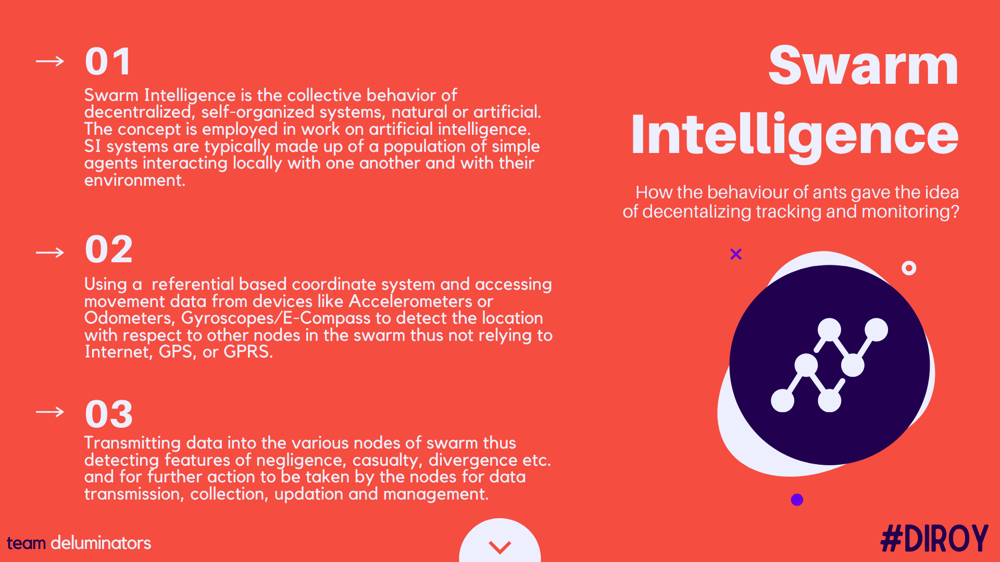 01
Swarm Intelligence is the collective behavior of
decentralized, self-organized systems, natural or artificial.
The concept is employed in work on artificial intelligence.
SI systems are typically made up of a population of simple
agents interacting locally with one another and with their
environment.
02
Using a  referential based coordinate system and accessing
movement data from devices like Accelerometers or
Odometers, Gyroscopes/E-Compass to detect the location
with respect to other nodes in the swarm thus not relying to
Internet, GPS, or GPRS.
03
Transmitting data into the various nodes of swarm thus
detecting features of negligence, casualty, divergence etc.
and for further action to be taken by the nodes for data
transmission, collection, updation and management.
Swarm
Intelligence
How the behaviour of ants gave the idea
of decentalizing tracking and monitoring?
team deluminators
#DIROY